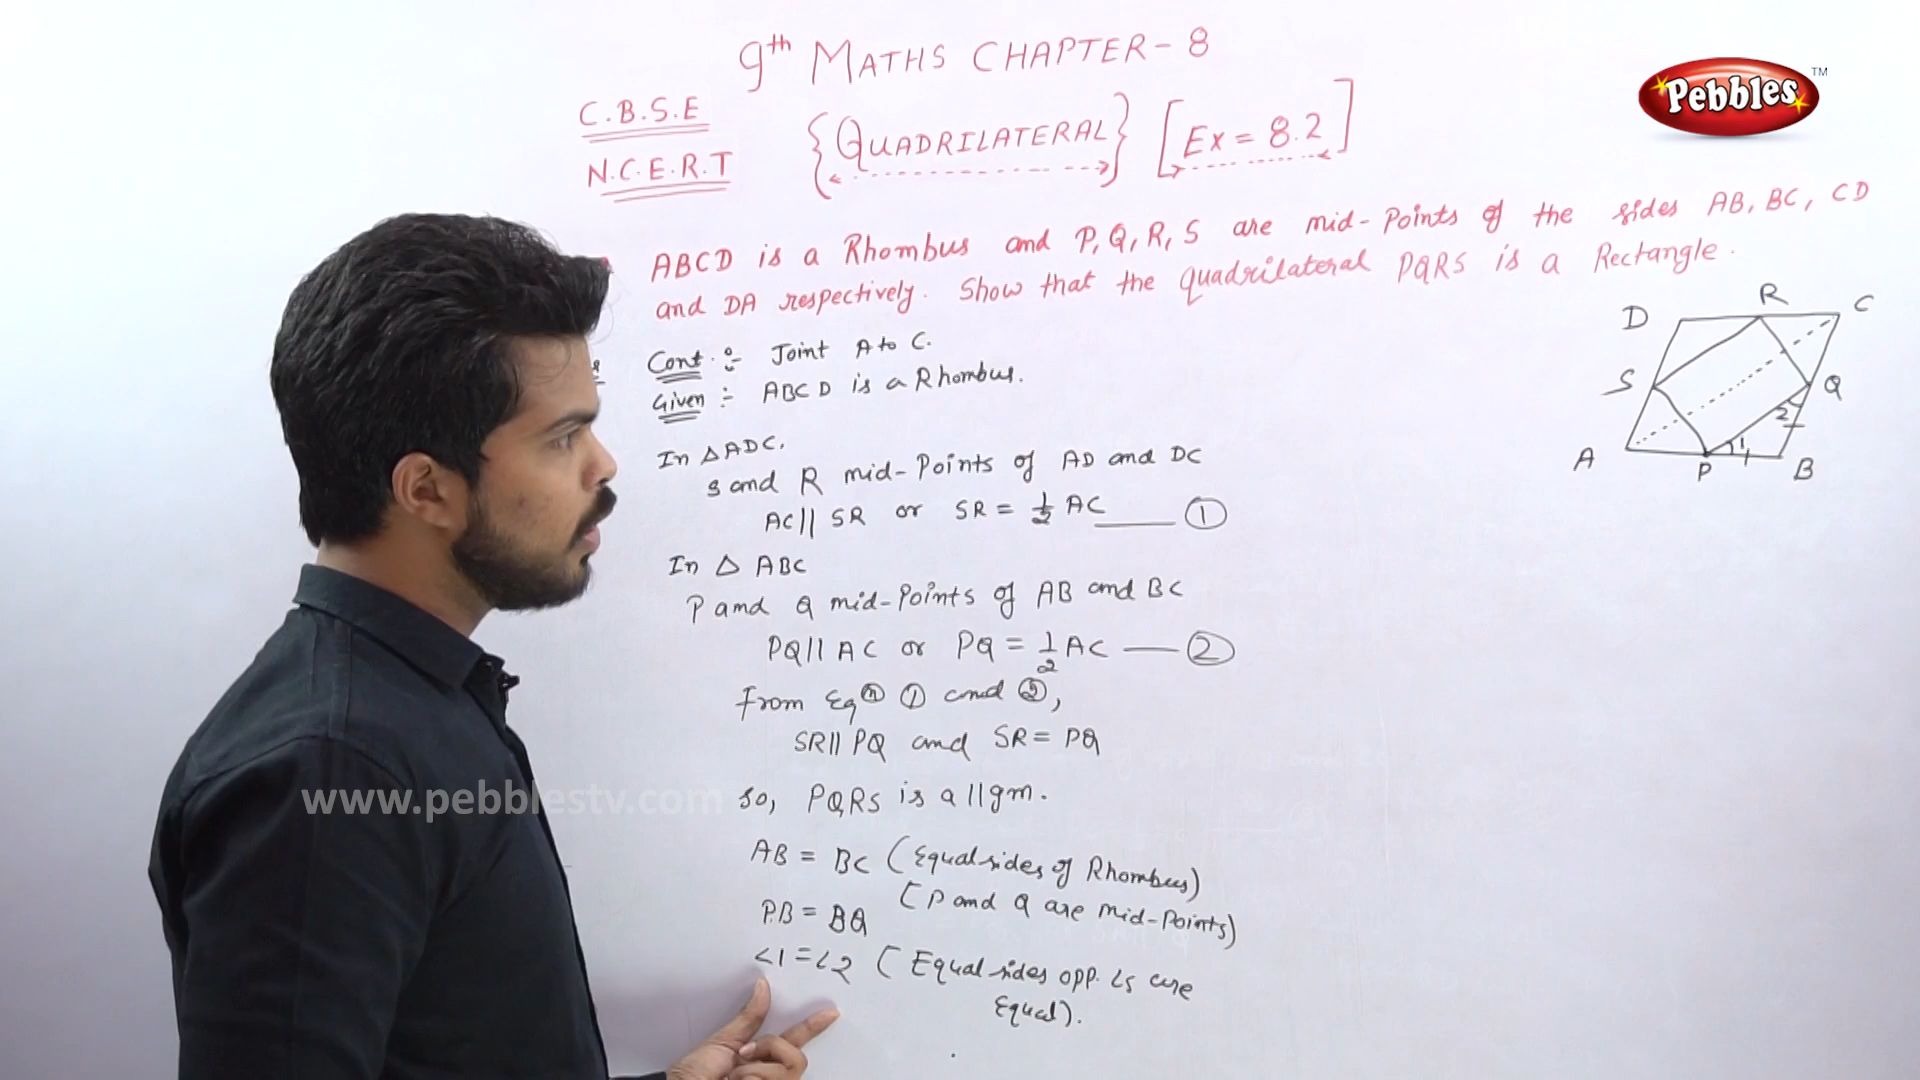 9th MATHS CHAPTER-8
C.B.S.E
N.C.E.R.T
{QUADRILATERAL} [Ex = 8.2]
Pebbles TM
ABCD is a Rhombus and P, Q, R, S are mid-Points of the sides AB, BC, CD
and DA respectively. Show that the quadrilateral PQRS is a Rectangle.
D R C
S Q
2
1
A P B
Cont :- Joint A to C.
Given :- ABCD is a Rhombus.
In △ADC,
S and R mid-Points of AD and DC
AC || SR or SR = 1/2 AC ___ ①
In △ ABC
P and Q mid-Points of AB and BC
PQ || AC or PQ = 1/2 AC — ②
From Eqⓝ ① and ②,
SR || PQ and SR = PQ
www.pebblestv.com
So, PQRS is a ||gm.
AB = BC (Equal sides of Rhombus)
PB = BQ (P and Q are mid-Points)
∠1 = ∠2 (Equal sides opp. ∠s are
Equal).